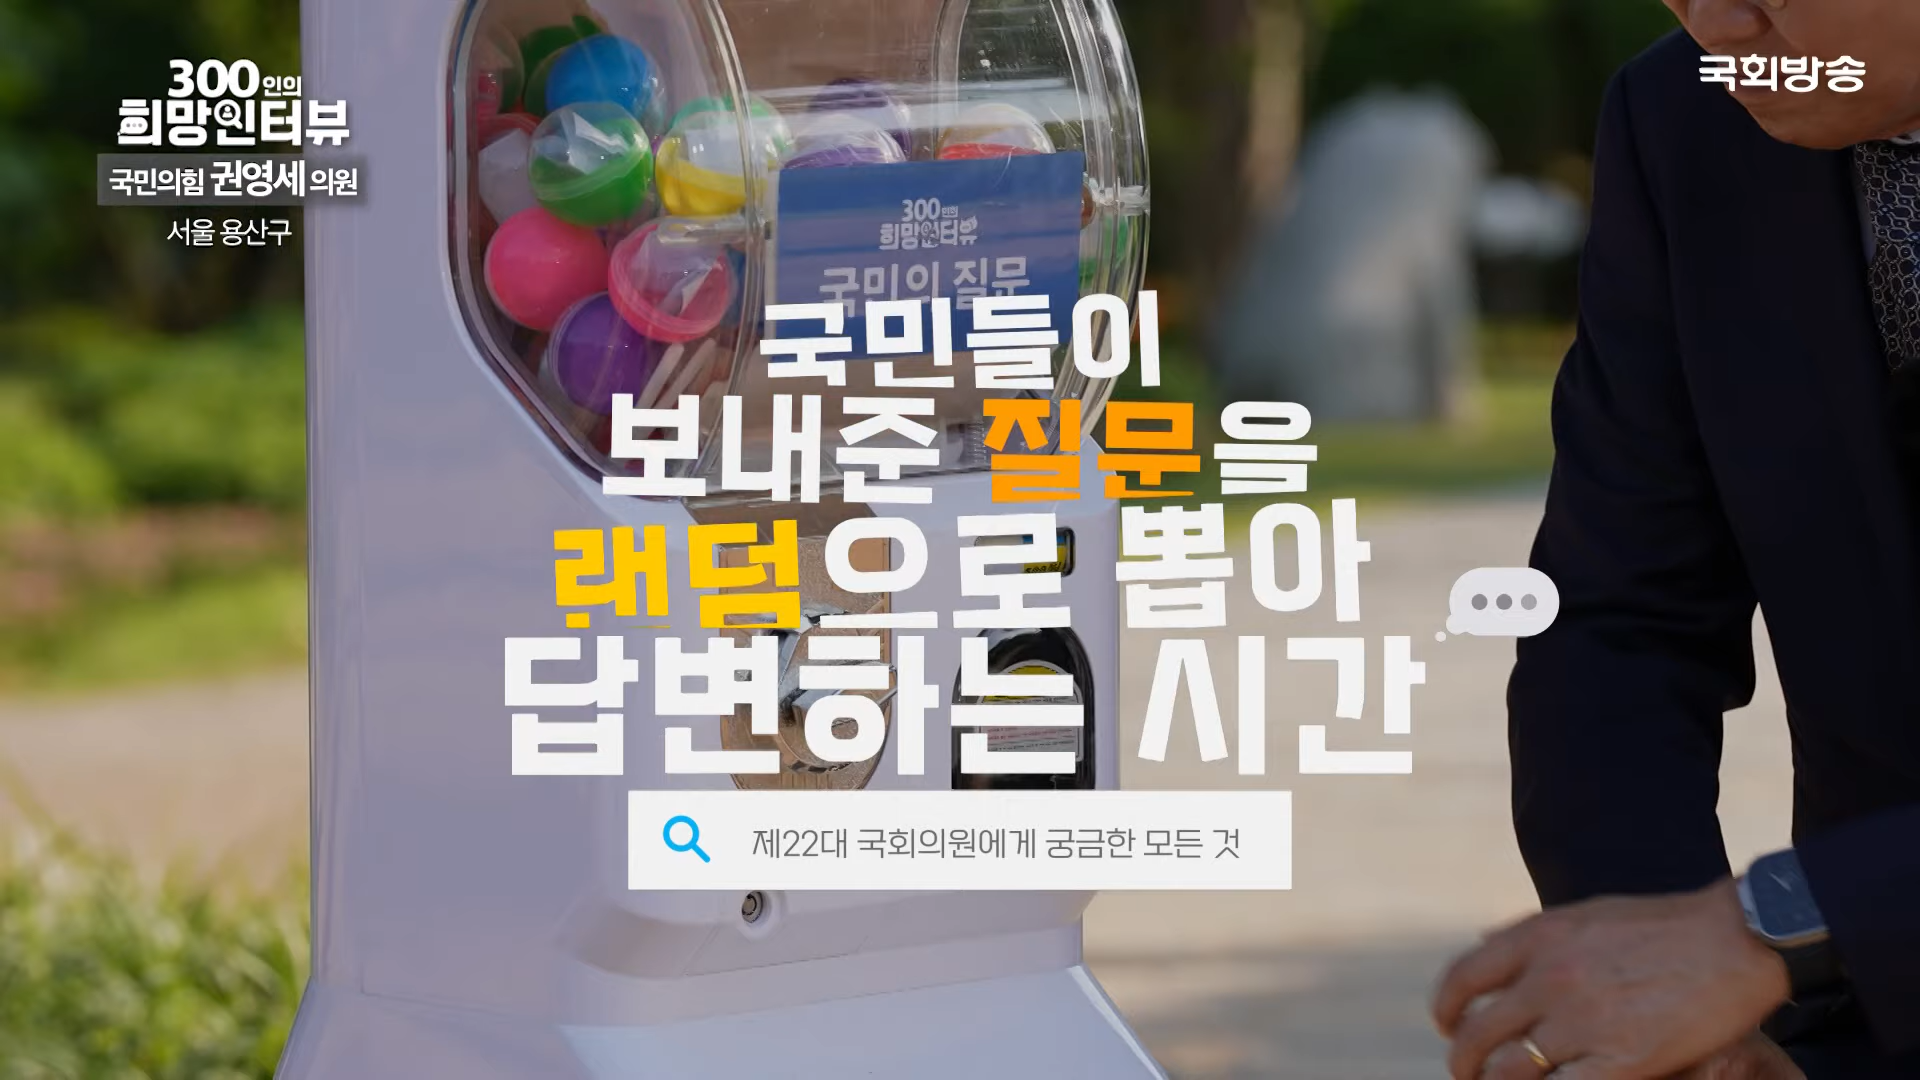 300인의
희망인터뷰
국민의힘 권영세 의원
서울 용산구
국회방송
300인의
희망인터뷰
국민의 질문
국민들이
보내준 질문을
랜덤으로 뽑아
답변하는 시간
제22대 국회의원에게 궁금한 모든 것